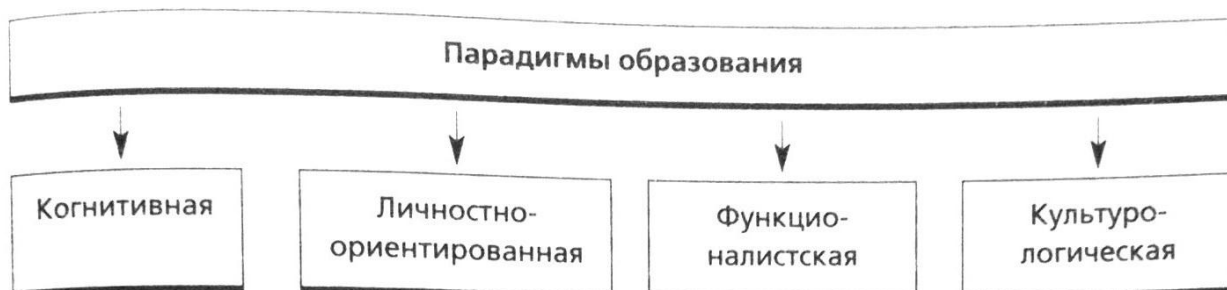 Парадигмы образования
Когнитивная
Личностно-
ориентированная
Функцио-
налистская
Культуро-
логическая